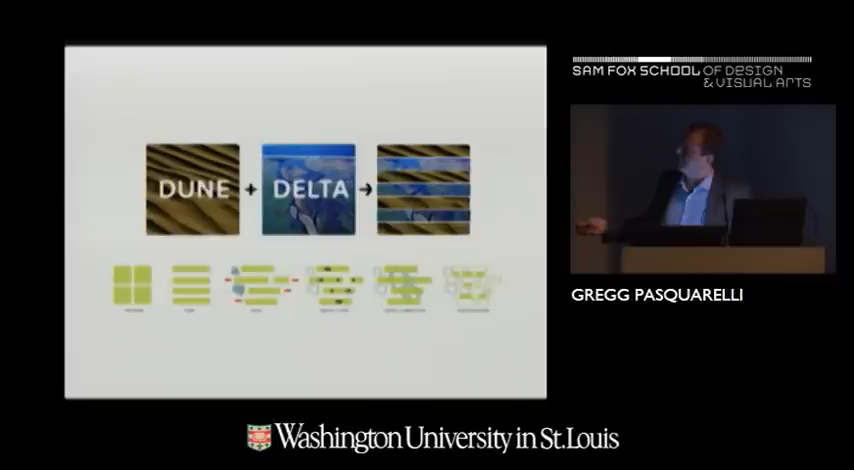 DUNE + DELTA →
SAM FOX SCHOOL OF DESIGN
& VISUAL ARTS
GREGG PASQUARELLI
Washington University in St. Louis